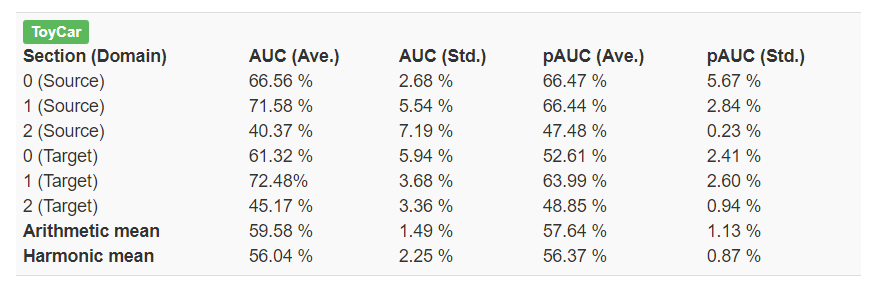 ToyCar
Section (Domain) AUC (Ave.) AUC (Std.) pAUC (Ave.) pAUC (Std.)
0 (Source) 66.56 % 2.68 % 66.47 % 5.67 %
1 (Source) 71.58 % 5.54 % 66.44 % 2.84 %
2 (Source) 40.37 % 7.19 % 47.48 % 0.23 %
0 (Target) 61.32 % 5.94 % 52.61 % 2.41 %
1 (Target) 72.48% 3.68 % 63.99 % 2.60 %
2 (Target) 45.17 % 3.36 % 48.85 % 0.94 %
Arithmetic mean 59.58 % 1.49 % 57.64 % 1.13 %
Harmonic mean 56.04 % 2.25 % 56.37 % 0.87 %